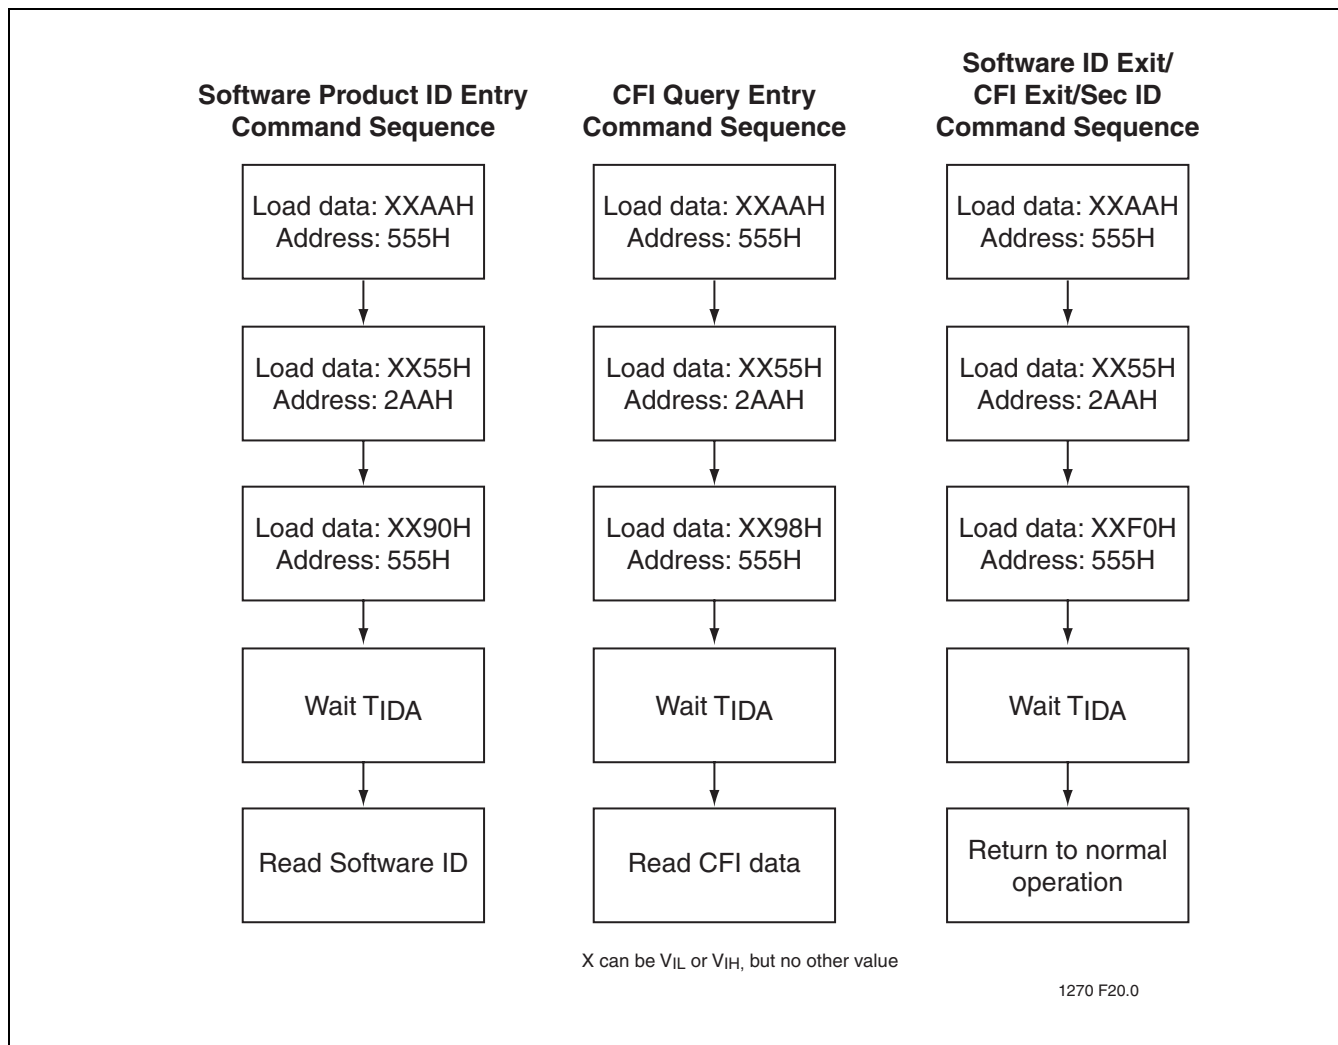 Software Product ID Entry
Command Sequence
Load data: XXAAH
Address: 555H
Load data: XX55H
Address: 2AAH
Load data: XX90H
Address: 555H
Wait TIDA
Read Software ID
CFI Query Entry
Command Sequence
Load data: XXAAH
Address: 555H
Load data: XX55H
Address: 2AAH
Load data: XX98H
Address: 555H
Wait TIDA
Read CFI data
Software ID Exit/
CFI Exit/Sec ID
Command Sequence
Load data: XXAAH
Address: 555H
Load data: XX55H
Address: 2AAH
Load data: XXF0H
Address: 555H
Wait TIDA
Return to normal
operation
X can be VIL or VIH, but no other value
1270 F20.0